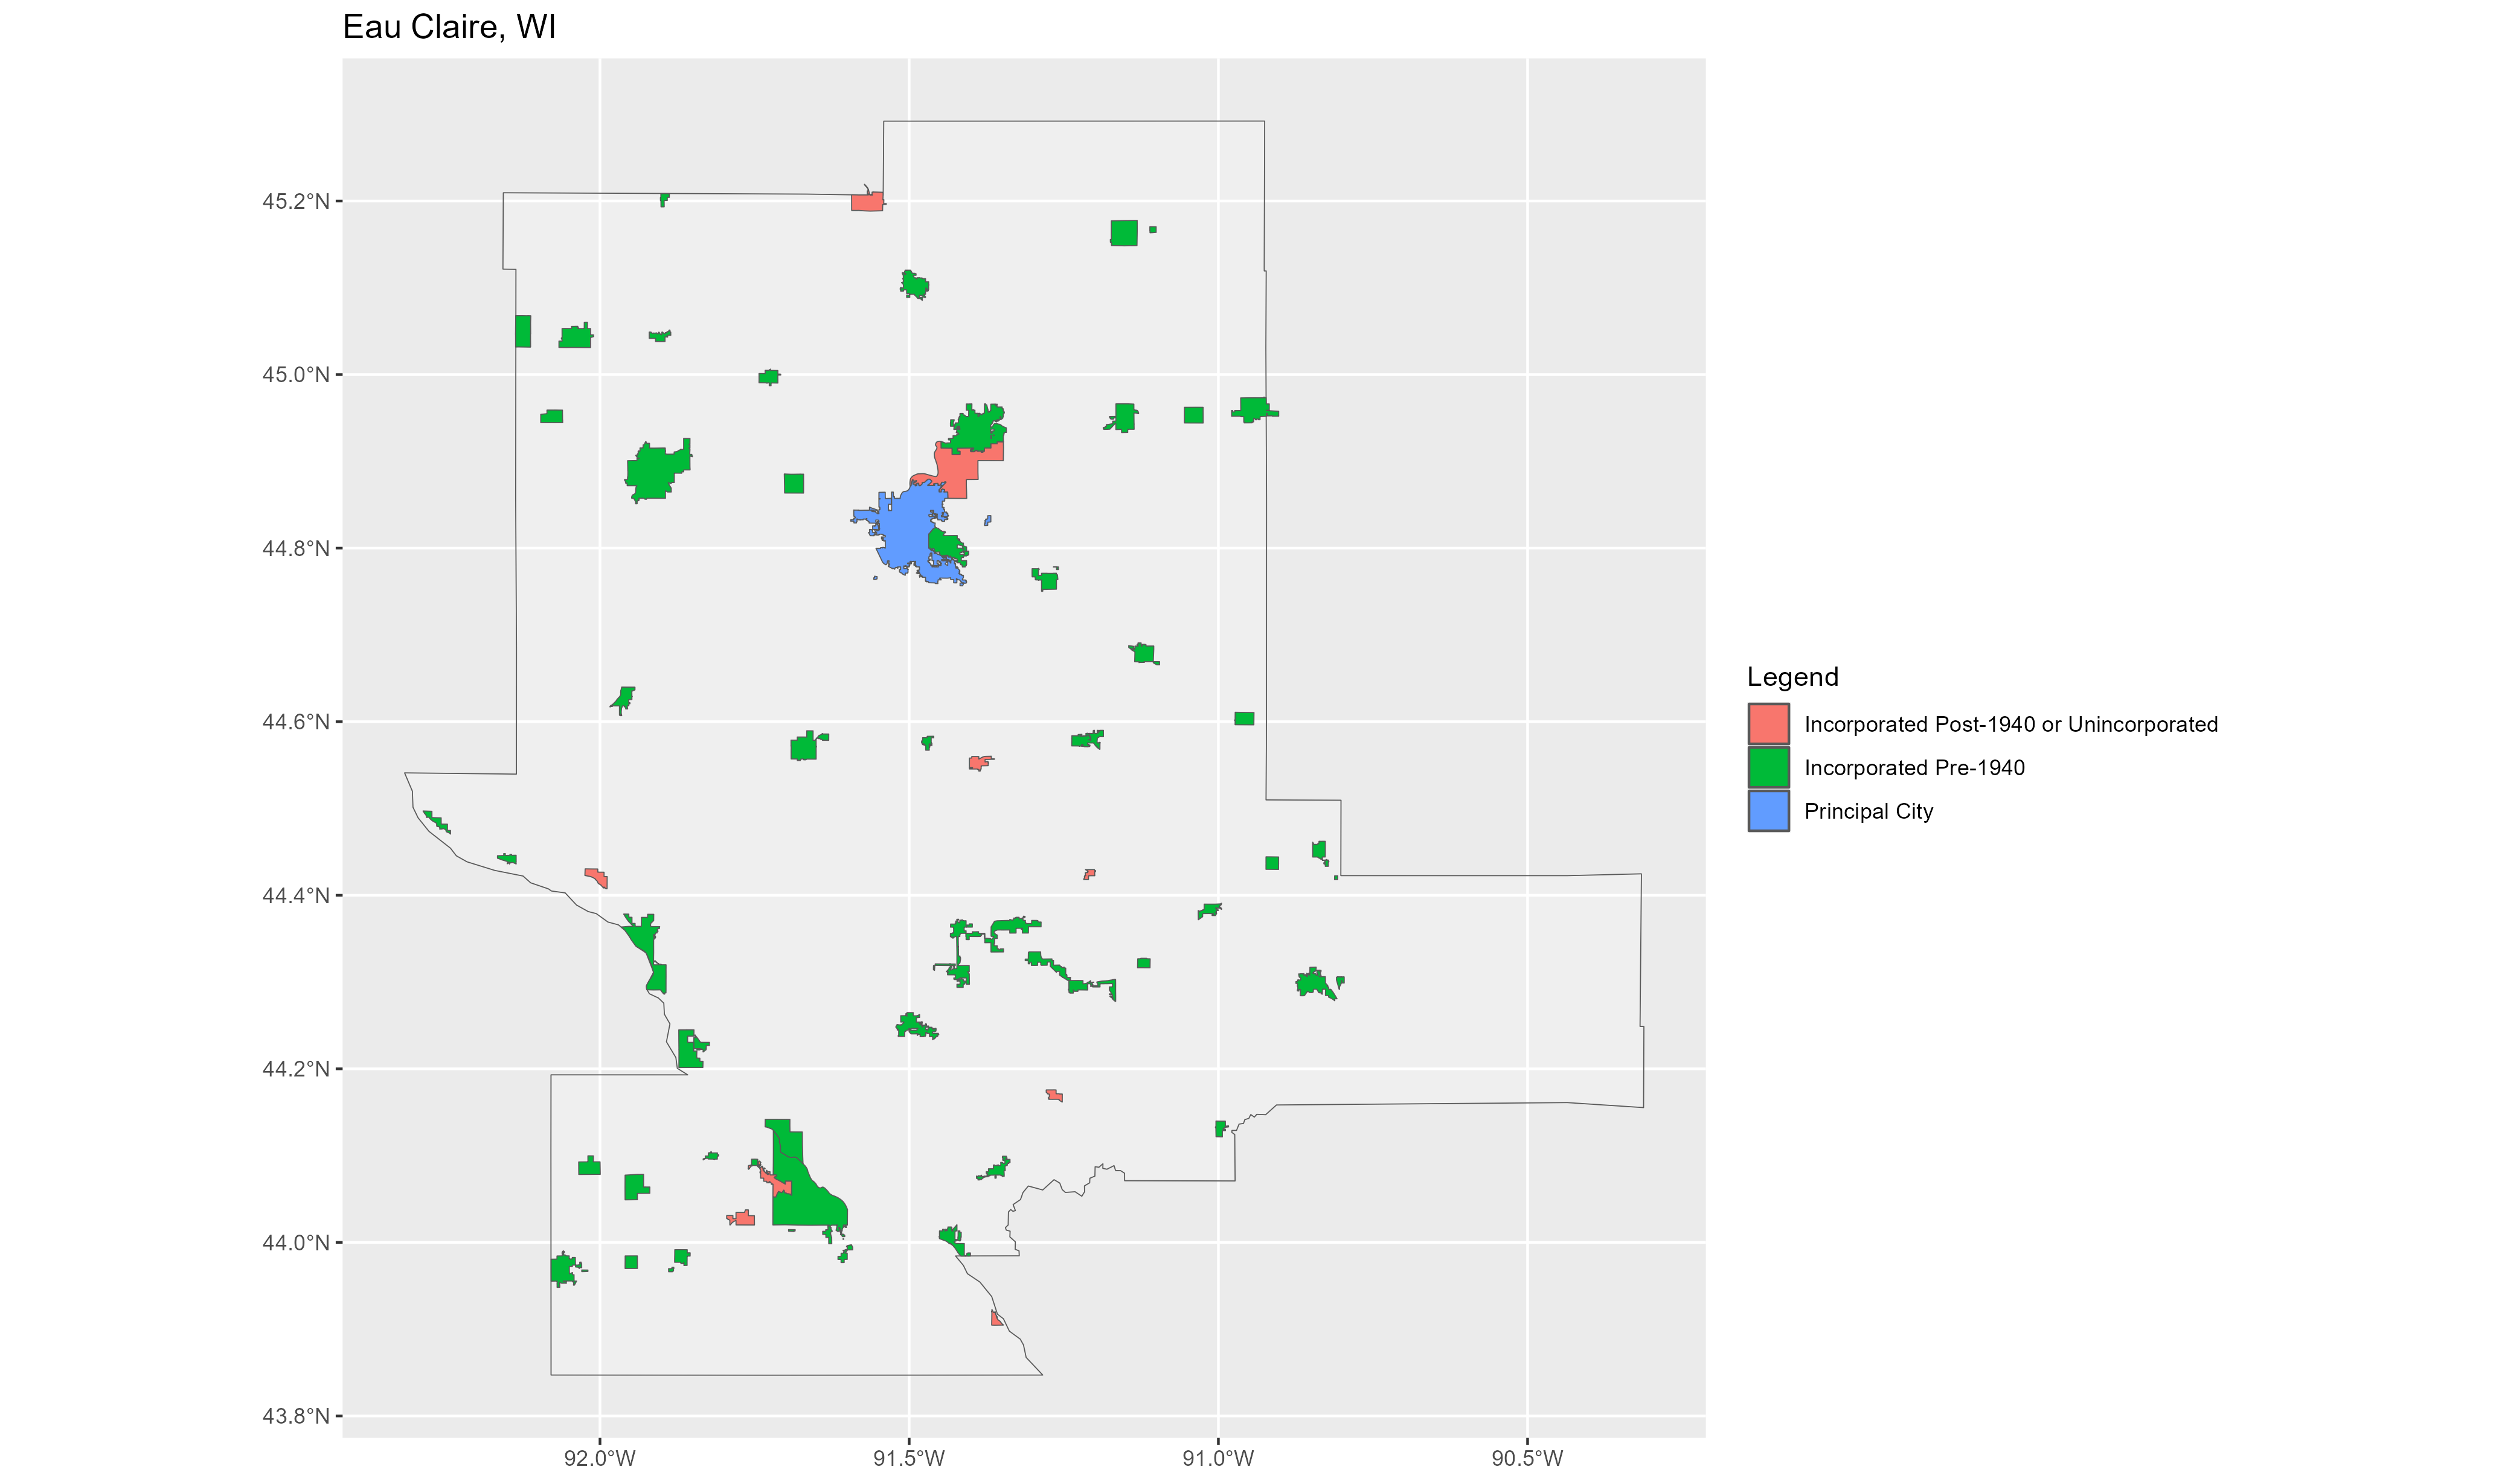 Eau Claire, WI
45.2°N
45.0°N
44.8°N
44.6°N
44.4°N
44.2°N
44.0°N
43.8°N
92.0°W
91.5°W
91.0°W
90.5°W
Legend
Incorporated Post-1940 or Unincorporated
Incorporated Pre-1940
Principal City